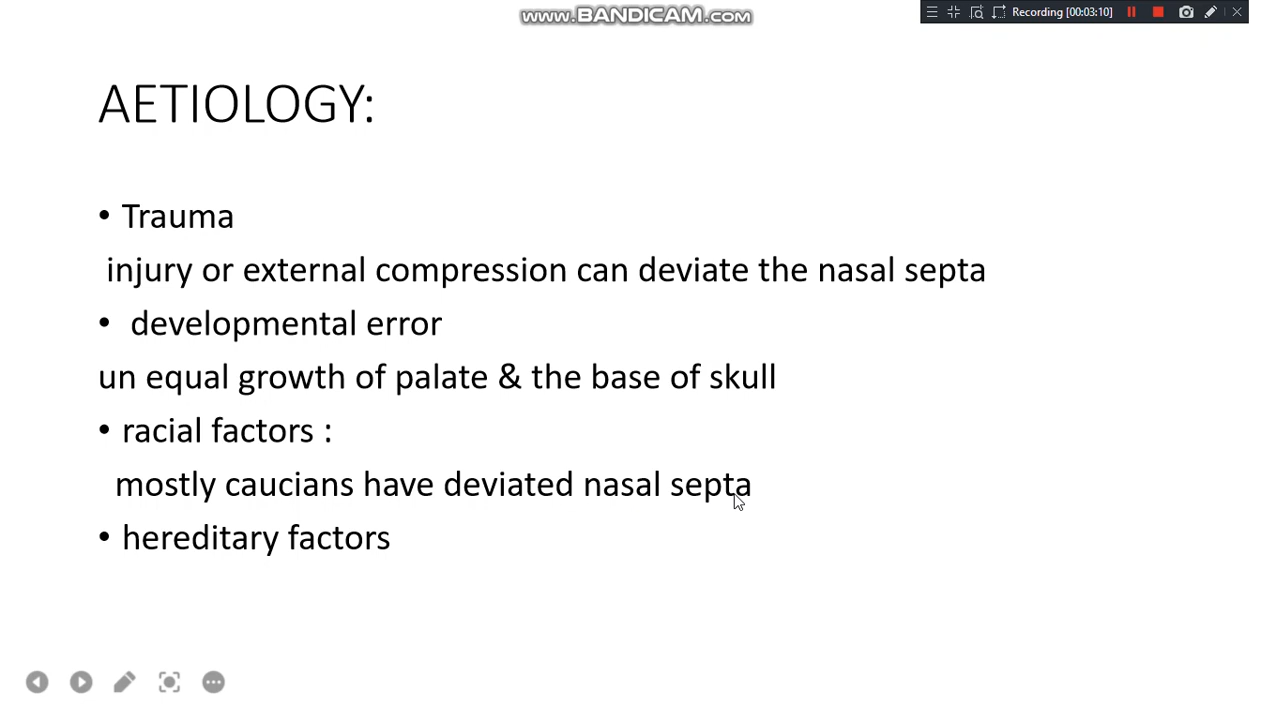 www.BANDICAM.com
Recording [00:03:10]
AETIOLOGY:
• Trauma
injury or external compression can deviate the nasal septa
• developmental error
un equal growth of palate & the base of skull
• racial factors :
mostly caucians have deviated nasal septa
• hereditary factors